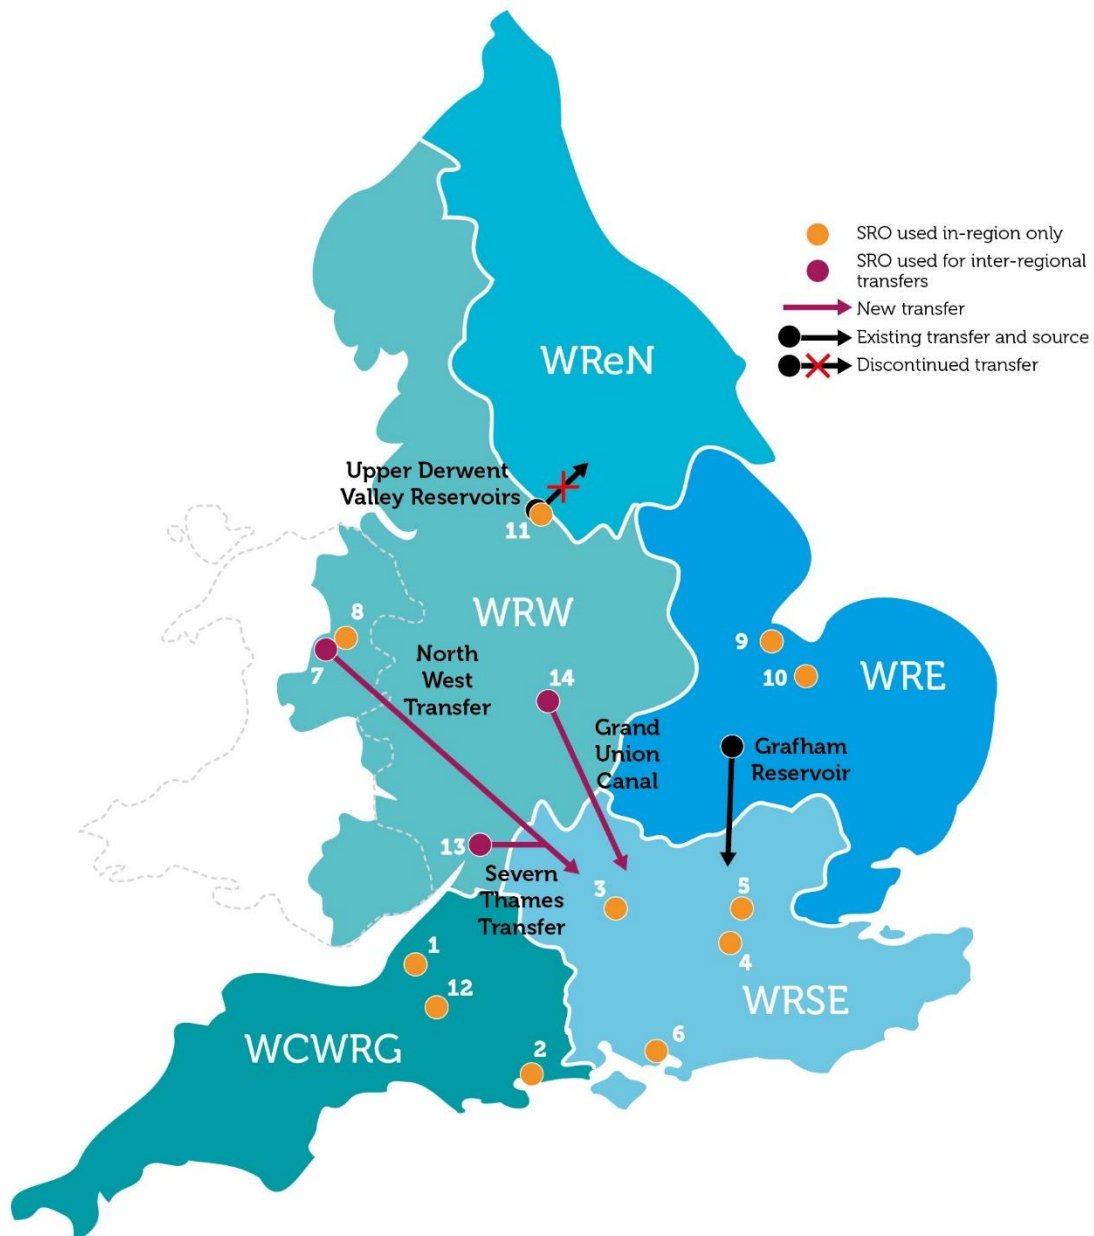 SRO used in-region only
SRO used for inter-regional
transfers
New transfer
Existing transfer and source
Discontinued transfer
WReN
Upper Derwent
Valley Reservoirs
11
WRW
8
7
North
West
Transfer
14
Grand
Union
Canal
9
10
WRE
Grafham
Reservoir
13
Severn
Thames
Transfer
3
5
4
WRSE
1
12
WCWRG
2
6